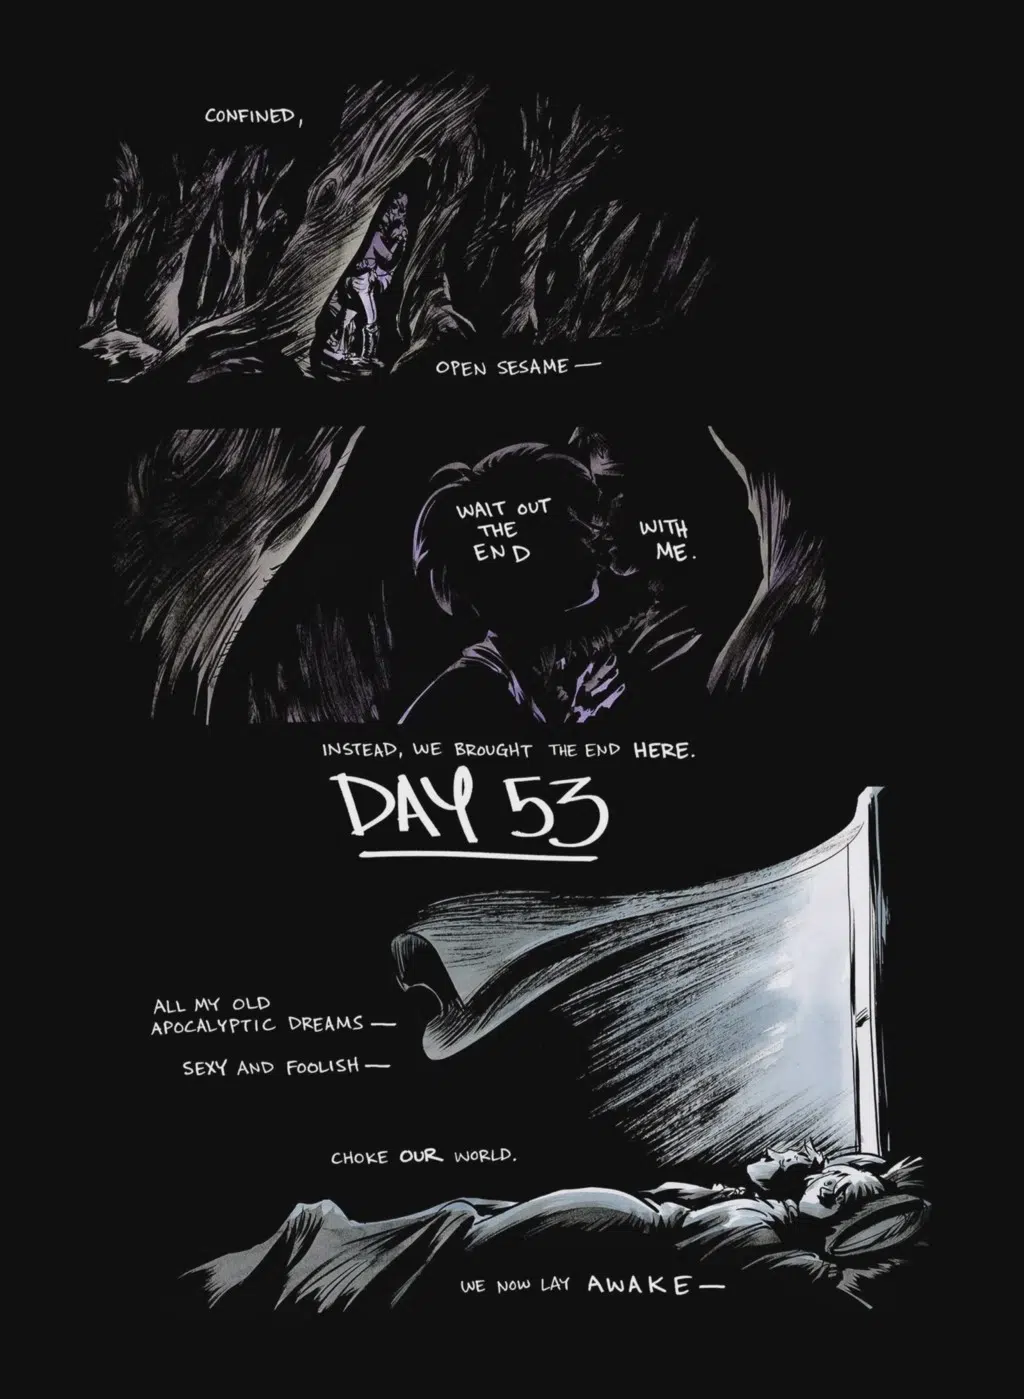 CONFINED,
OPEN SESAME —
WAIT OUT
THE
END
WITH
ME.
INSTEAD, WE BROUGHT THE END HERE.
DAY 53
ALL MY OLD
APOCALYPTIC DREAMS —
SEXY AND FOOLISH —
CHOKE OUR WORLD.
WE NOW LAY AWAKE —